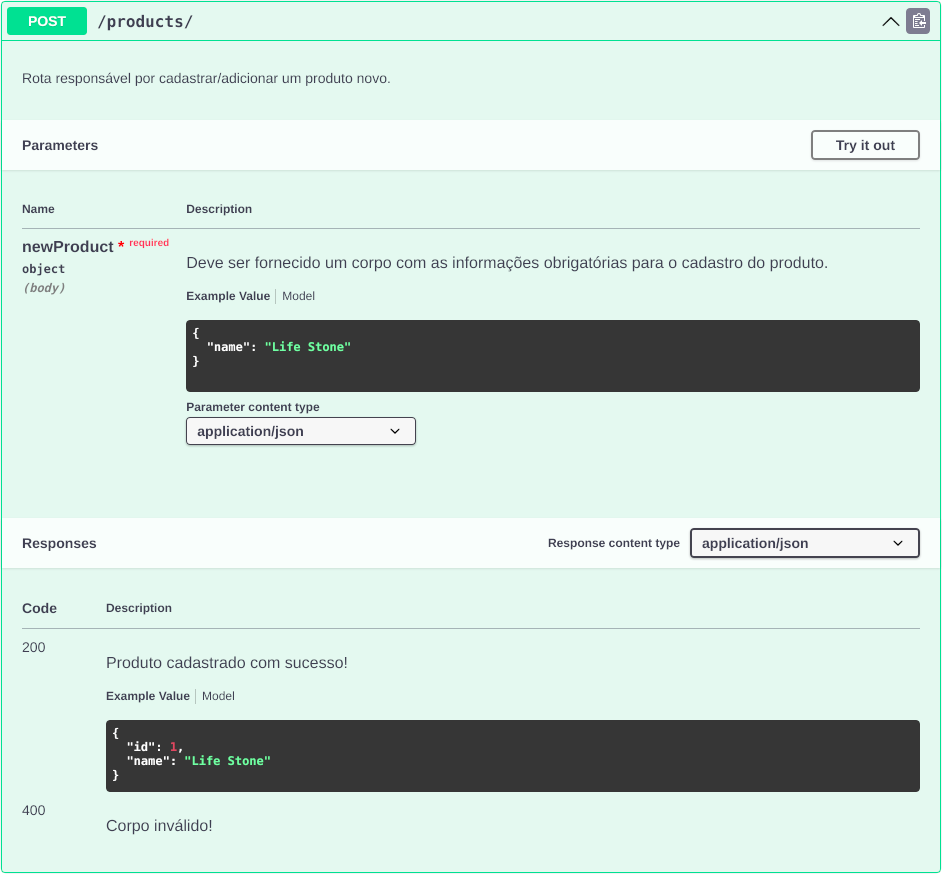 POST /products/
Rota responsável por cadastrar/adicionar um produto novo.
Parameters
Try it out
Name Description
newProduct * required
object
(body)
Deve ser fornecido um corpo com as informações obrigatórias para o cadastro do produto.
Example Value Model
{
"name": "Life Stone"
}
Parameter content type
application/json
Responses
Response content type
application/json
Code Description
200
Produto cadastrado com sucesso!
Example Value Model
{
"id": 1,
"name": "Life Stone"
}
400
Corpo inválido!